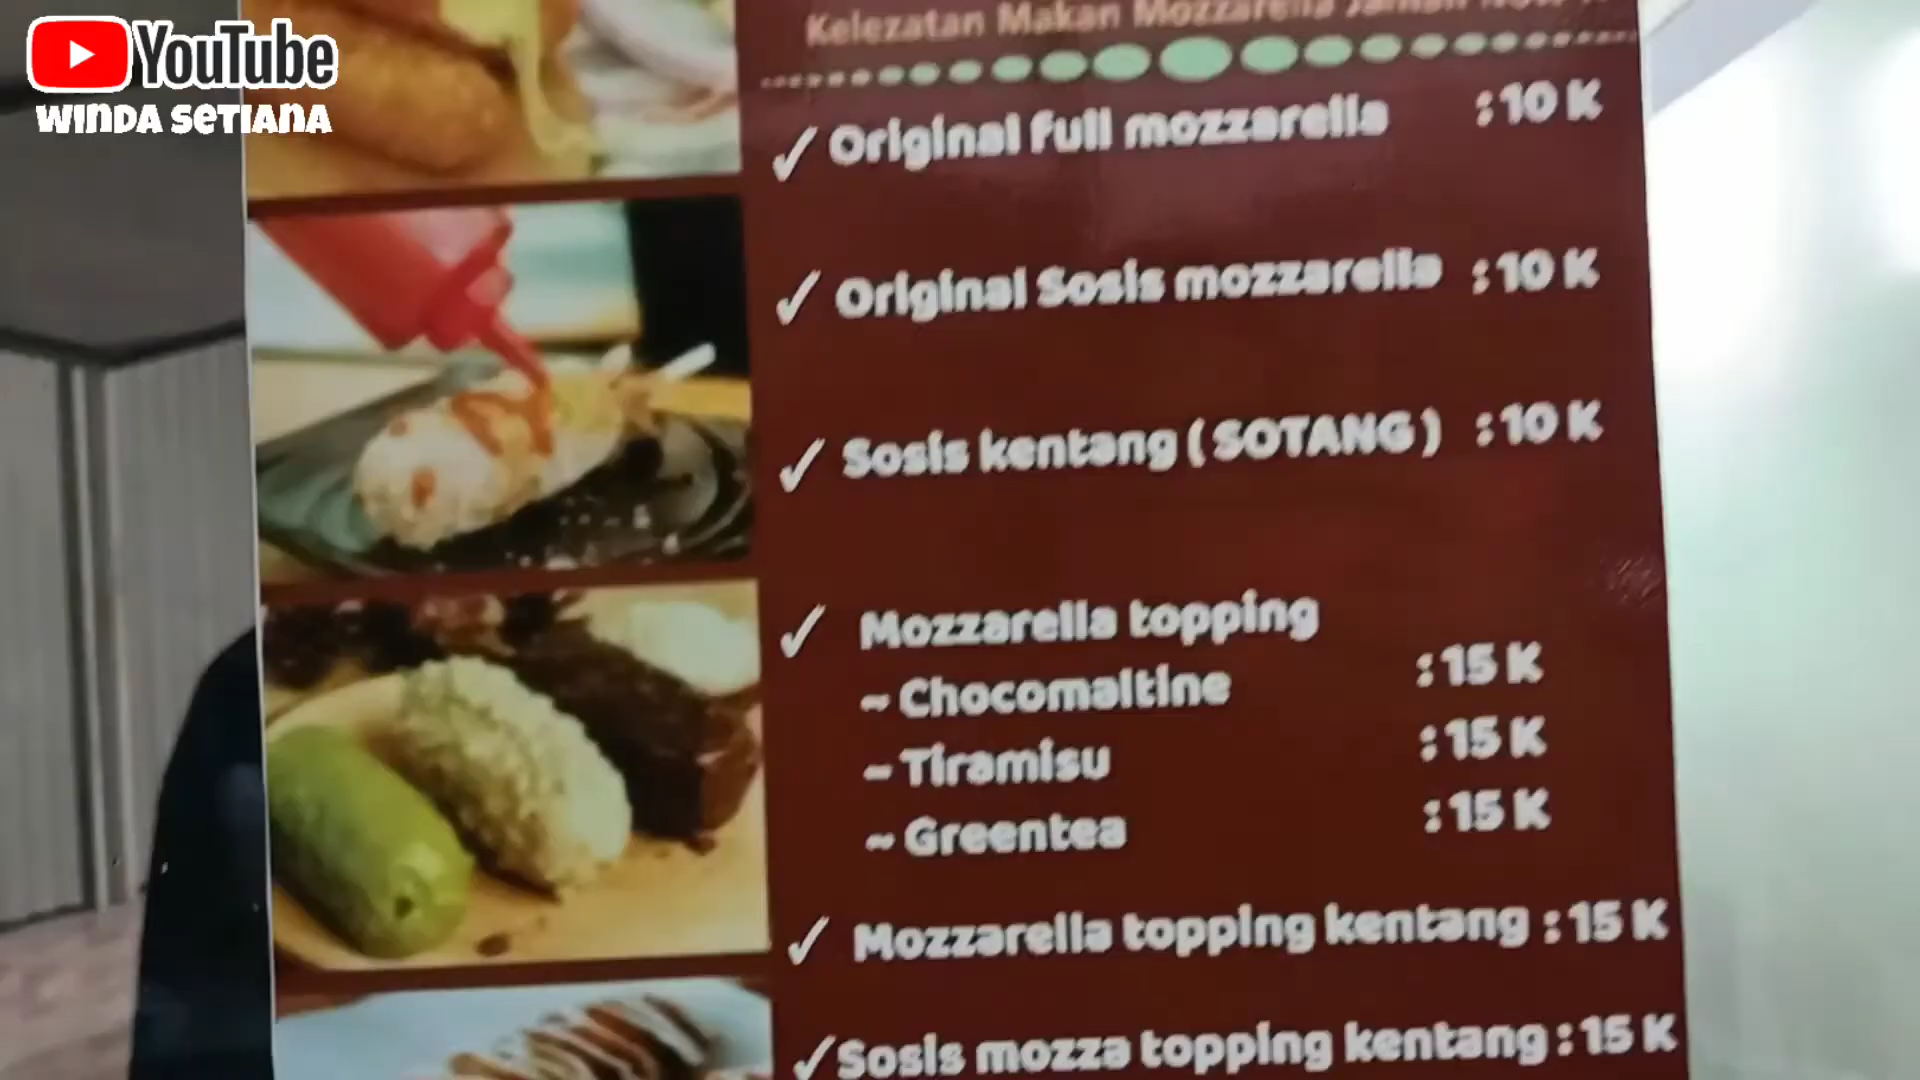 YouTube
WINDA SETIANA
Kelezatan Makan Mozzarella
✓ Original full mozzarella : 10 K
✓ Original Sosis mozzarella : 10 K
✓ Sosis kentang ( SOTANG ) : 10 K
✓ Mozzarella topping
~ Chocomaltine : 15 K
~ Tiramisu : 15 K
~ Greentea : 15 K
✓ Mozzarella topping kentang : 15 K
✓ Sosis mozza topping kentang : 15 K